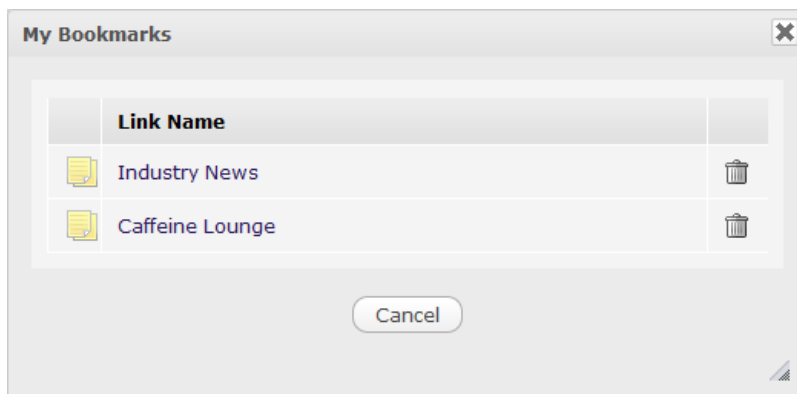 My Bookmarks
Link Name
Industry News
Caffeine Lounge
Cancel